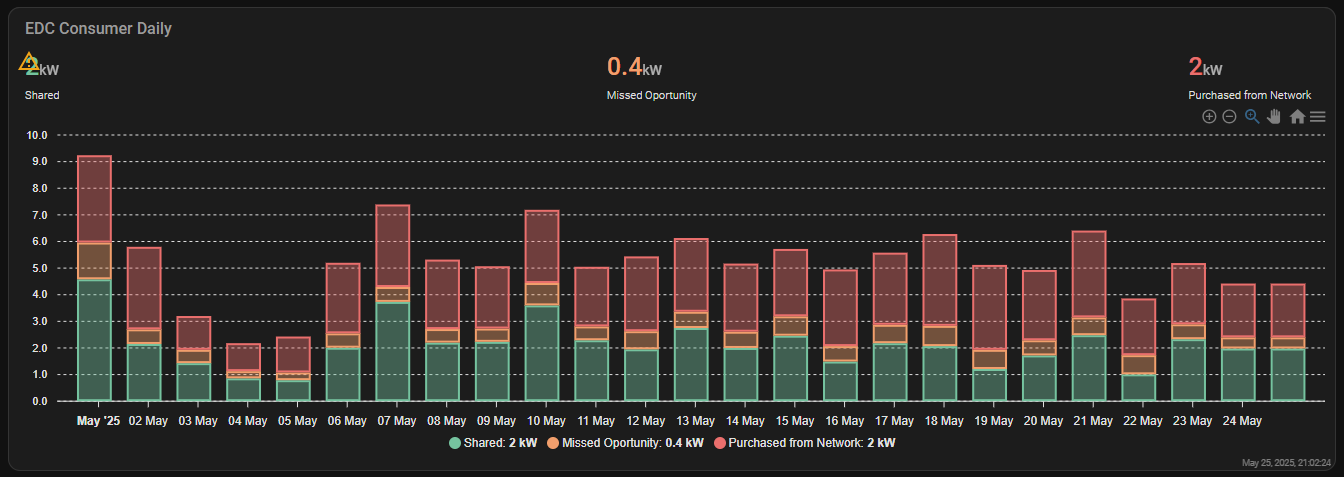 EDC Consumer Daily
2kW
0.4kW
2kW
Shared
Missed Oportunity
Purchased from Network
10.0
9.0
8.0
7.0
6.0
5.0
4.0
3.0
2.0
1.0
0.0
May '25 02 May 03 May 04 May 05 May 06 May 07 May 08 May 09 May 10 May 11 May 12 May 13 May 14 May 15 May 16 May 17 May 18 May 19 May 20 May 21 May 22 May 23 May 24 May
Shared: 2 kW Missed Oportunity: 0.4 kW Purchased from Network: 2 kW
May 25, 2025, 21:02:24